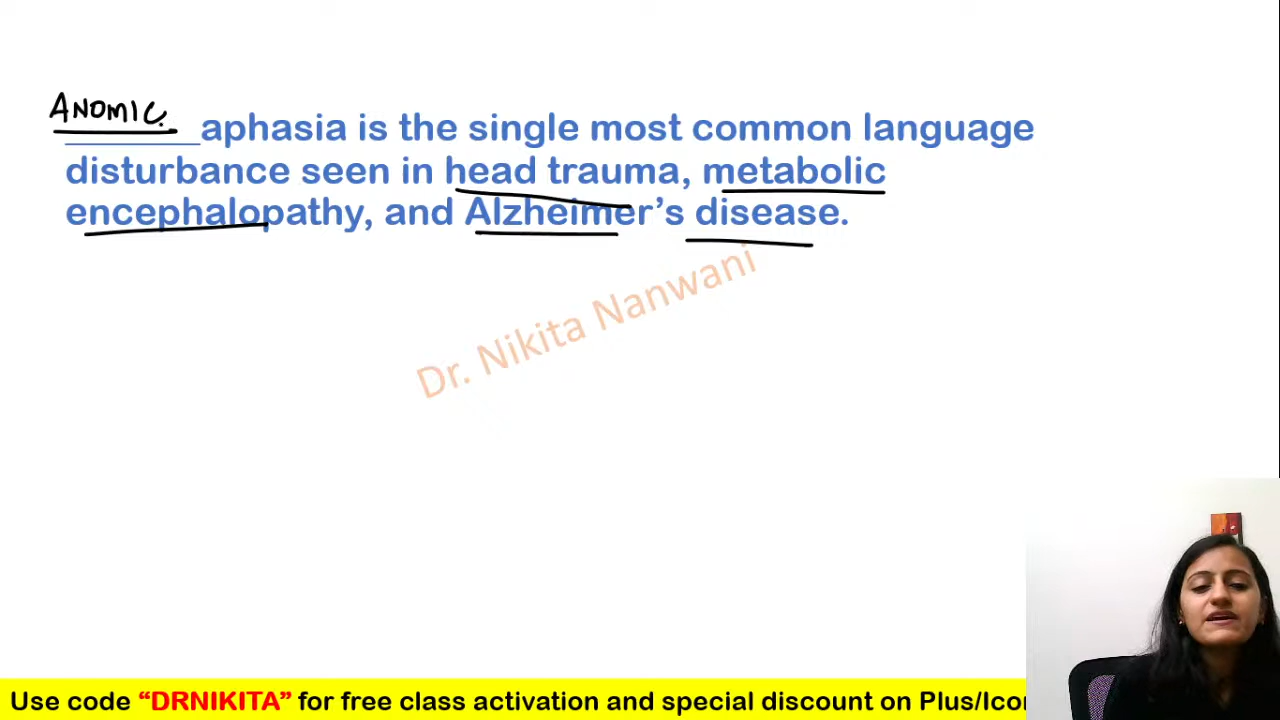 ANOMIC
aphasia is the single most common language
disturbance seen in head trauma, metabolic
encephalopathy, and Alzheimer's disease.
Dr. Nikita Nanwani
Use code “DRNIKITA” for free class activation and special discount on Plus/Icon